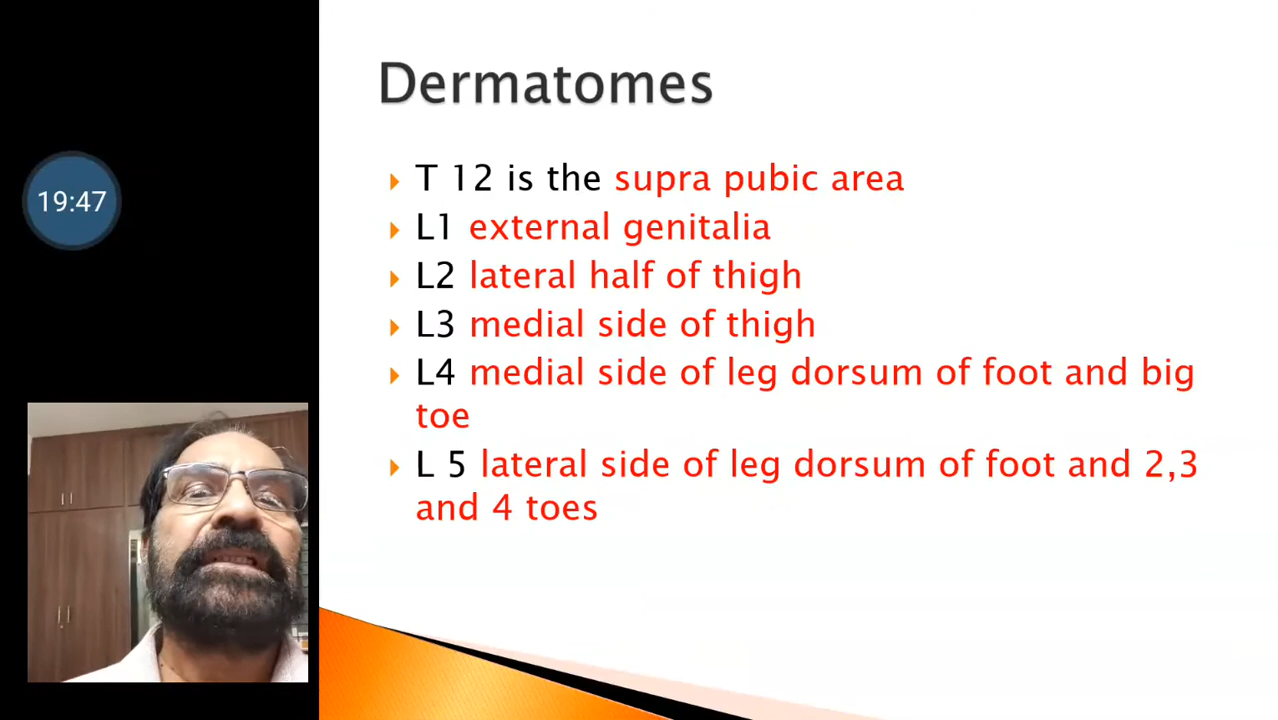 Dermatomes
19:47
T 12 is the supra pubic area
L1 external genitalia
L2 lateral half of thigh
L3 medial side of thigh
L4 medial side of leg dorsum of foot and big
toe
L 5 lateral side of leg dorsum of foot and 2,3
and 4 toes